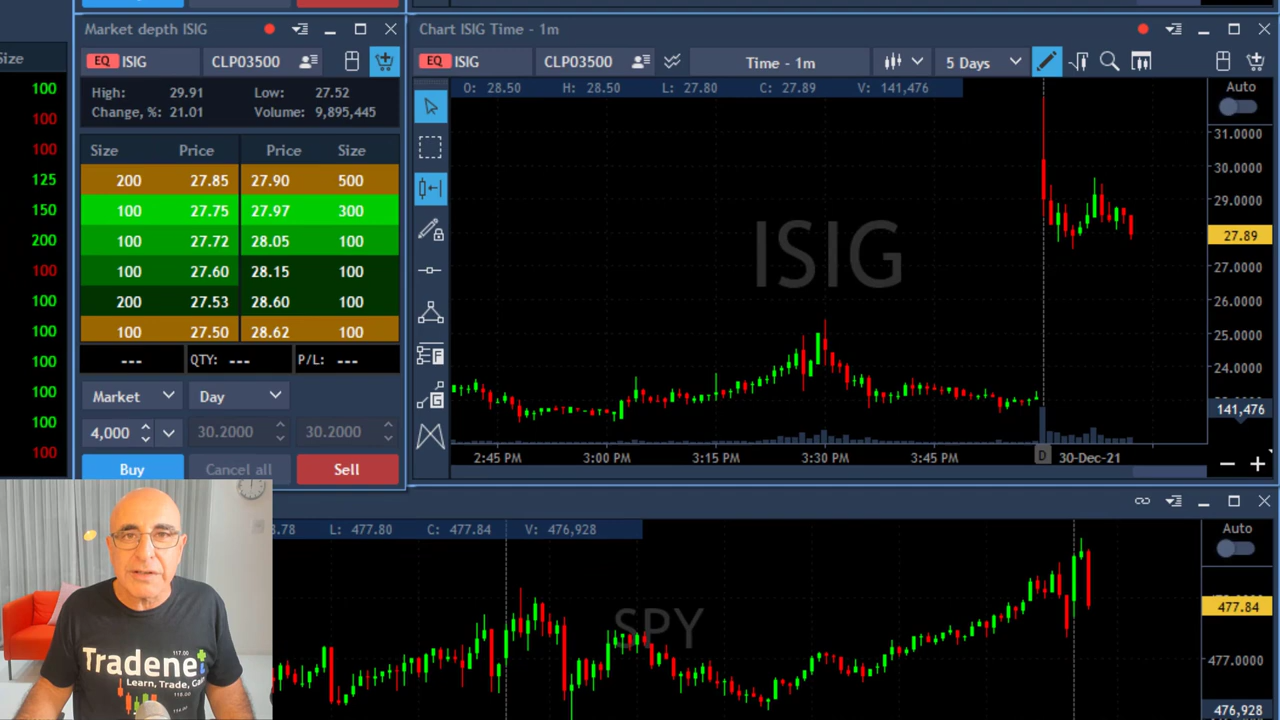 Size
100
100
100
125
150
200
100
100
100
100
100
100
100
Market depth ISIG
EQ ISIG CLP03500
High: 29.91 Low: 27.52
Change, %: 21.01 Volume: 9,895,445
Size Price Price Size
200 27.85 27.90 500
100 27.75 27.97 300
100 27.72 28.05 100
100 27.60 28.15 100
200 27.53 28.60 100
100 27.50 28.62 100
--- QTY: --- P/L: ---
Market Day
4,000 30.2000 30.2000
Buy Cancel all Sell
Chart ISIG Time - 1m
EQ ISIG CLP03500 Time - 1m 5 Days
O: 28.50 H: 28.50 L: 27.80 C: 27.89 V: 141,476
Auto
31.0000
30.0000
29.0000
27.89
27.0000
26.0000
25.0000
24.0000
141,476
ISIG
F
G
2:45 PM 3:00 PM 3:15 PM 3:30 PM 3:45 PM D 30-Dec-21
L: 477.80 C: 477.84 V: 476,928
Auto
SPY
477.84
477.0000
476,928
Tradenet
117.00
Learn, Trade,
118.00